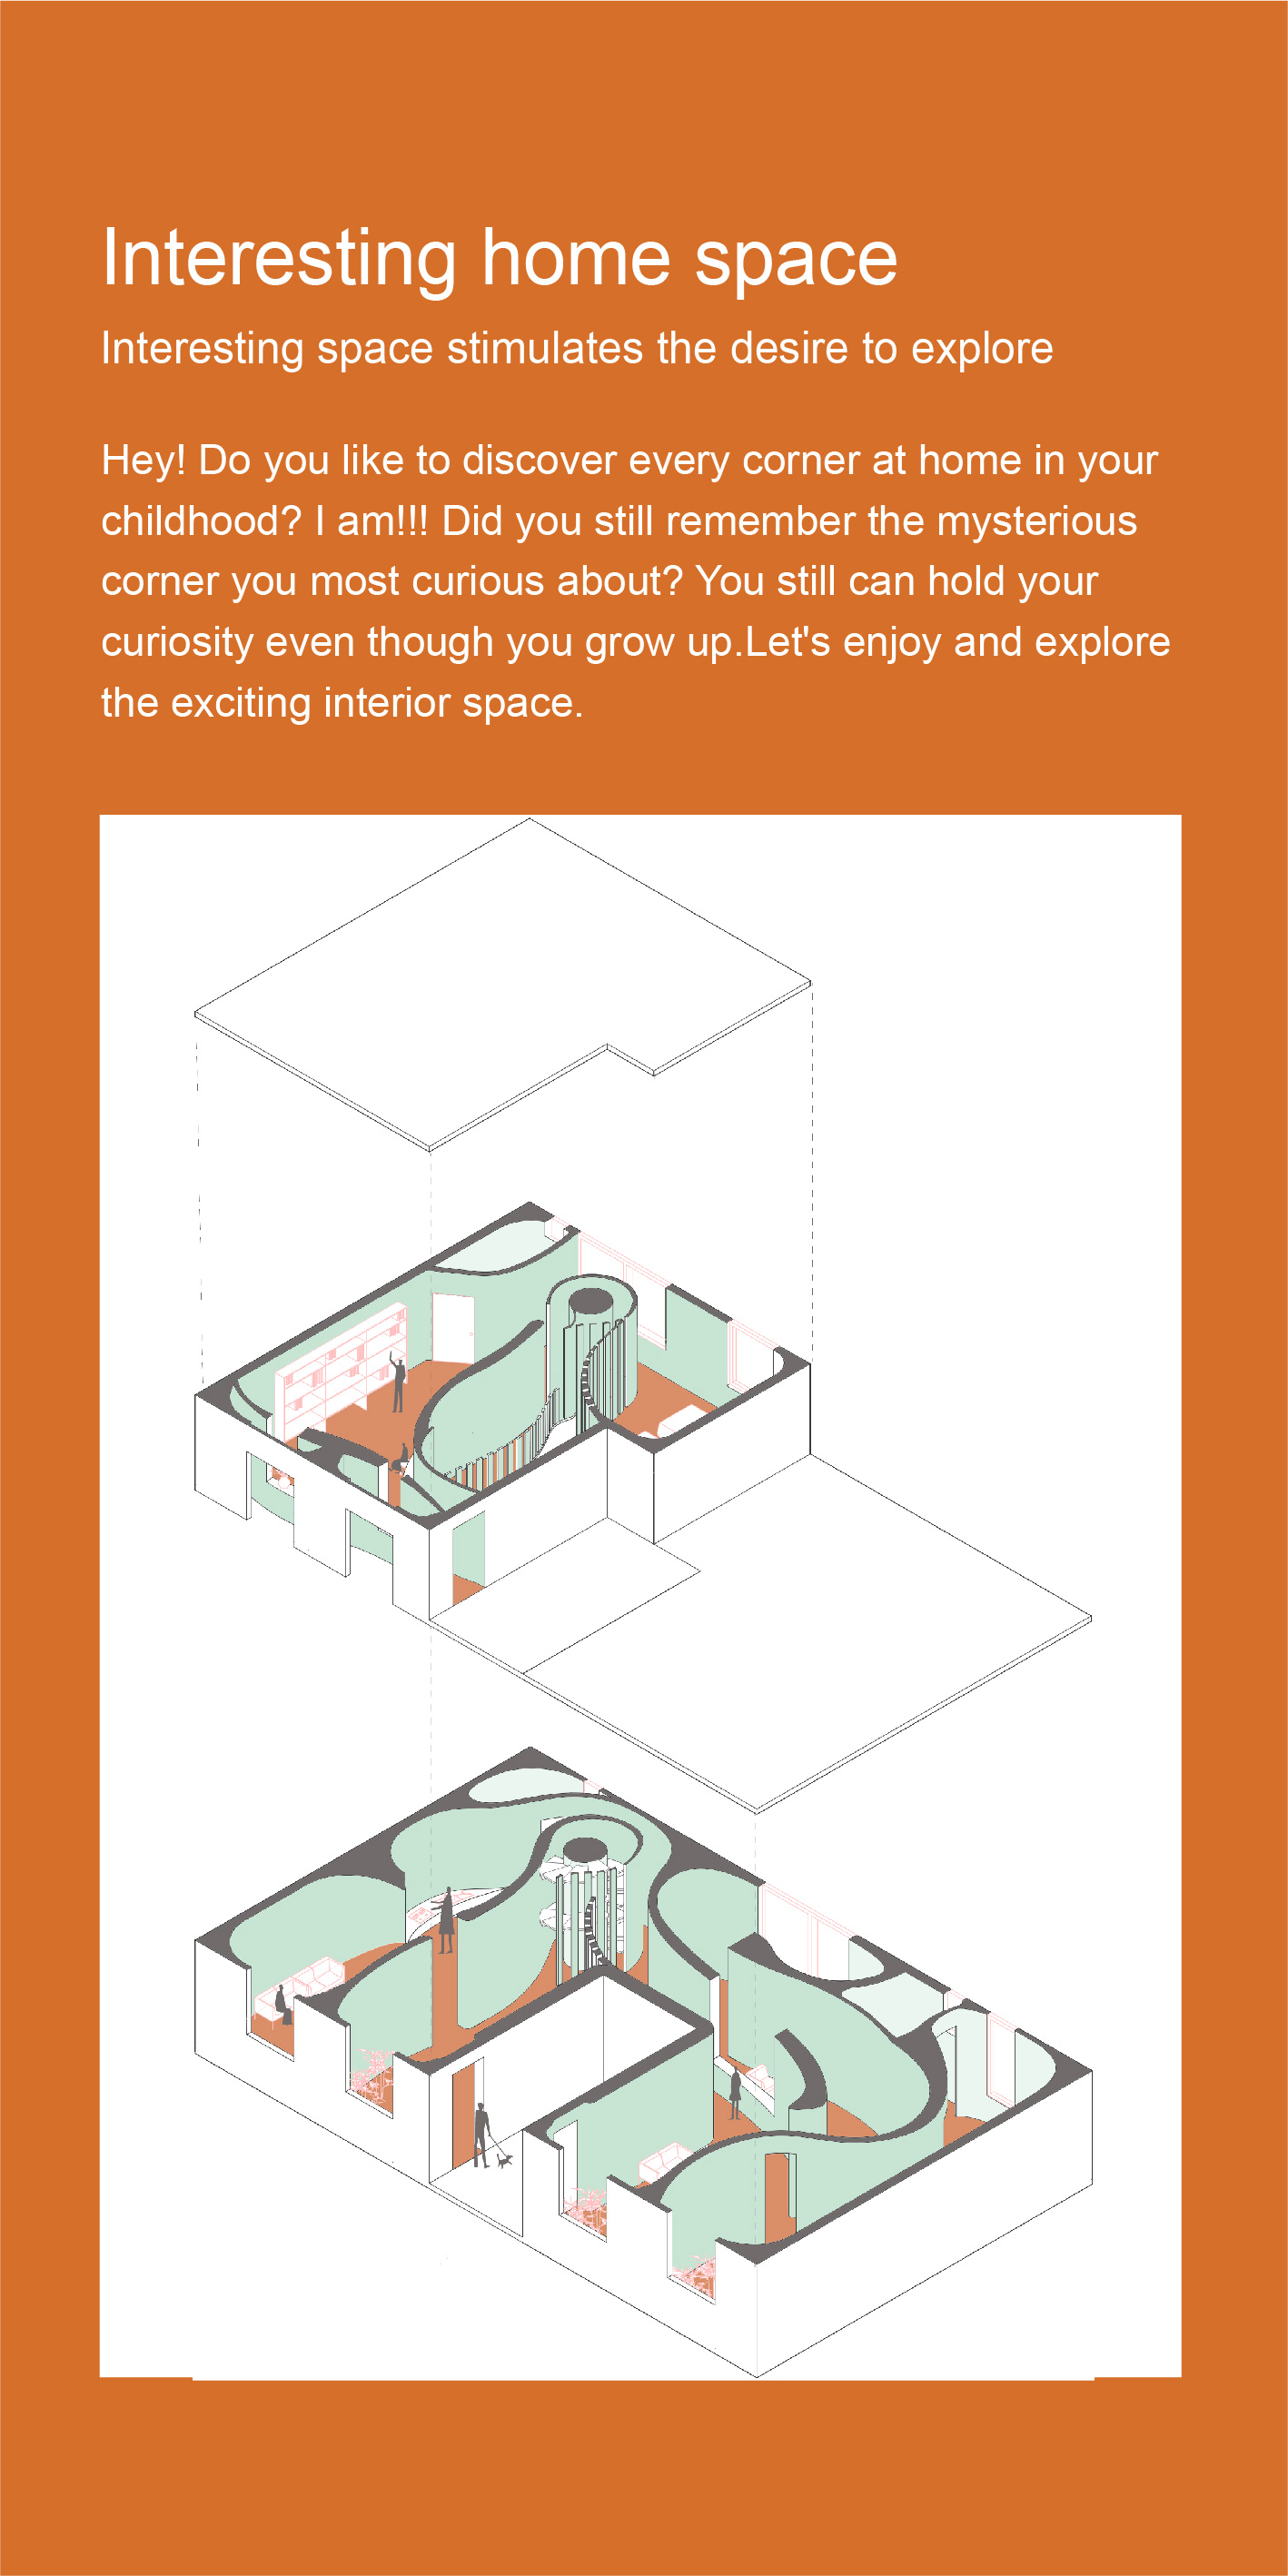 Interesting home space
Interesting space stimulates the desire to explore
Hey! Do you like to discover every corner at home in your
childhood? I am!!! Did you still remember the mysterious
corner you most curious about? You still can hold your
curiosity even though you grow up.Let's enjoy and explore
the exciting interior space.